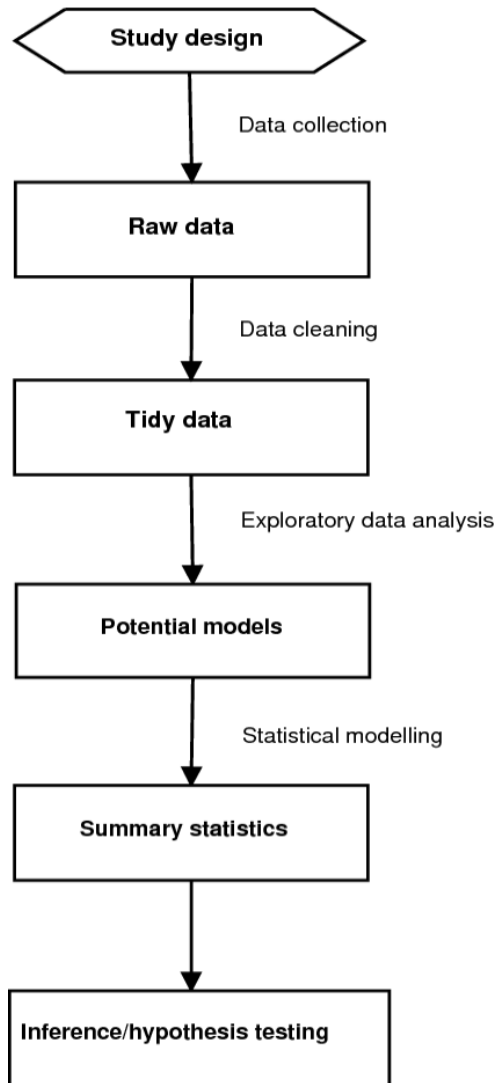 Study design
Data collection
Raw data
Data cleaning
Tidy data
Exploratory data analysis
Potential models
Statistical modelling
Summary statistics
Inference/hypothesis testing